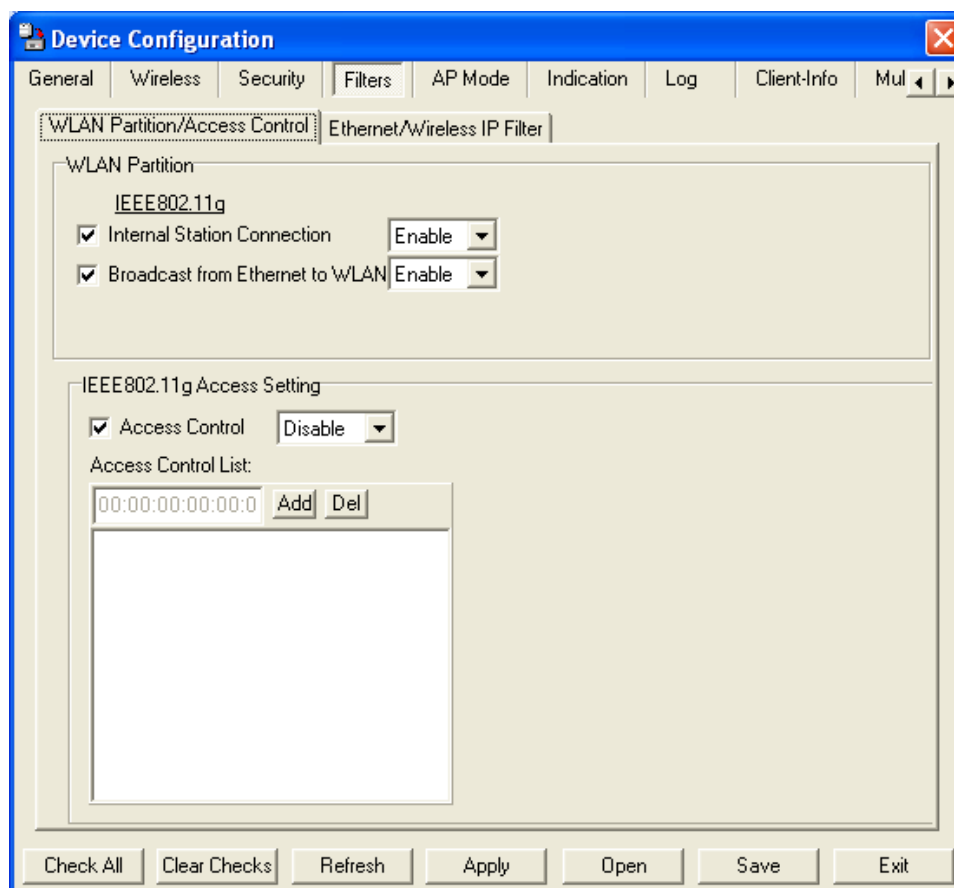 Device Configuration
General Wireless Security Filters AP Mode Indication Log Client-Info Mul
WLAN Partition/Access Control Ethernet/Wireless IP Filter
WLAN Partition
IEEE802.11g
Internal Station Connection Enable
Broadcast from Ethernet to WLAN Enable
IEEE802.11g Access Setting
Access Control Disable
Access Control List:
00:00:00:00:00:0 Add Del
Check All Clear Checks Refresh Apply Open Save Exit